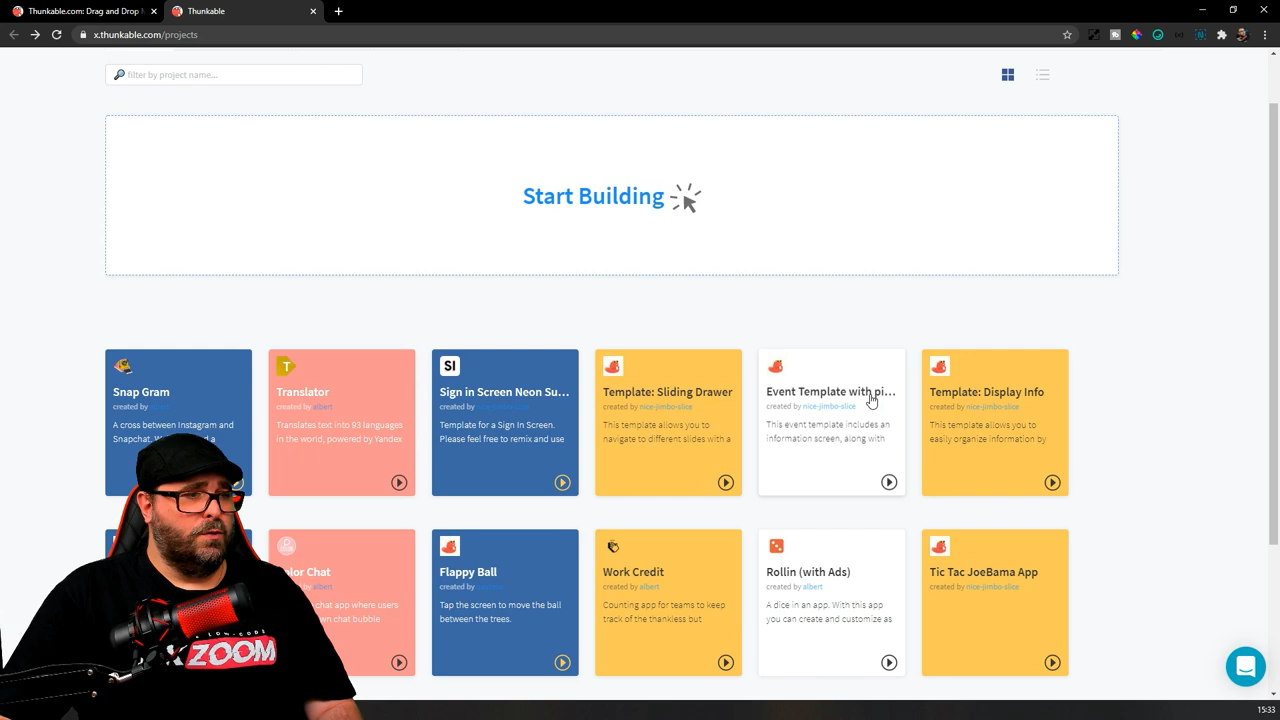 Thunkable.com: Drag and Drop
Thunkable
x.thunkable.com/projects
filter by project name...
Start Building
Snap Gram
created by
A cross between Instagram and
Snapchat.
Translator
created by albert
Translates text into 93 languages
in the world, powered by Yandex
SI
Sign in Screen Neon Su...
created by
Template for a Sign In Screen.
Please feel free to remix and use
Template: Sliding Drawer
created by nice-jimbo-slice
This template allows you to
navigate to different slides with a
Event Template with pi...
created by nice-jimbo-slice
This event template includes an
information screen, along with
Template: Display Info
created by nice-jimbo-slice
This template allows you to
easily organize information by
Chat
albert
chat app where users
own chat bubble
Flappy Ball
created by
Tap the screen to move the ball
between the trees.
Work Credit
created by albert
Counting app for teams to keep
track of the thankless but
Rollin (with Ads)
created by albert
A dice in an app. With this app
you can create and customize as
Tic Tac JoeBama App
created by nice-jimbo-slice
LOW-CODE
ZOOM
15:33